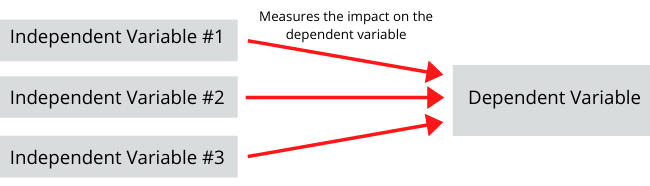 Independent Variable #1
Measures the impact on the
dependent variable
Independent Variable #2
Dependent Variable
Independent Variable #3